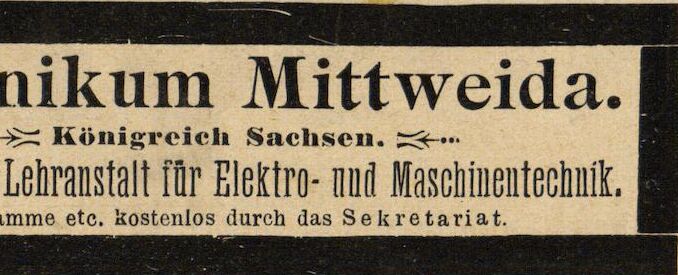 nikum Mittweida.
Königreich Sachsen.
Lehranstalt für Elektro- und Maschinentechnik.
amme etc. kostenlos durch das Sekretariat.